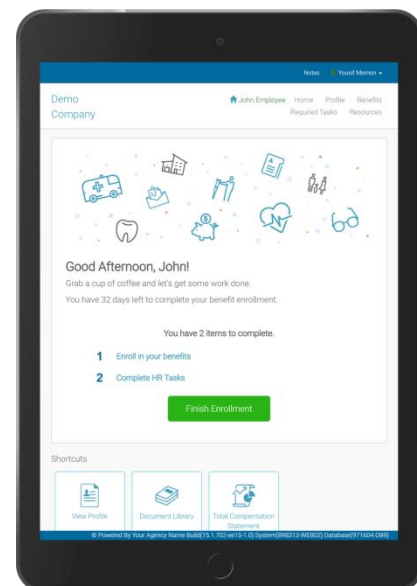 Notes Yousif Memon
Demo
Company
John Employee Home Profile Benefits
Required Tasks Resources
Good Afternoon, John!
Grab a cup of coffee and let's get some work done.
You have 32 days left to complete your benefit enrollment.
You have 2 items to complete.
1 Enroll in your benefits
2 Complete HR Tasks
Finish Enrollment
Shortcuts
View Profile Document Library Total Compensation
Statement
© Powered By Your Agency Name Build(15.1.702-ee15-1.0) System(898313-WEB02) Database(971604-DB9)